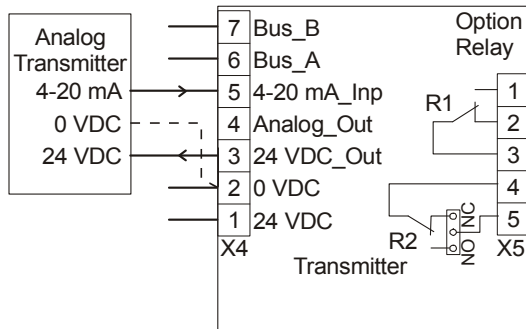 Analog
Transmitter
4-20 mA
0 VDC
24 VDC
7 Bus_B
6 Bus_A
5 4-20 mA_Inp
4 Analog_Out
3 24 VDC_Out
2 0 VDC
1 24 VDC
X4
Option
Relay
R1
1
2
3
4
5
X5
R2
NC
NO
Transmitter